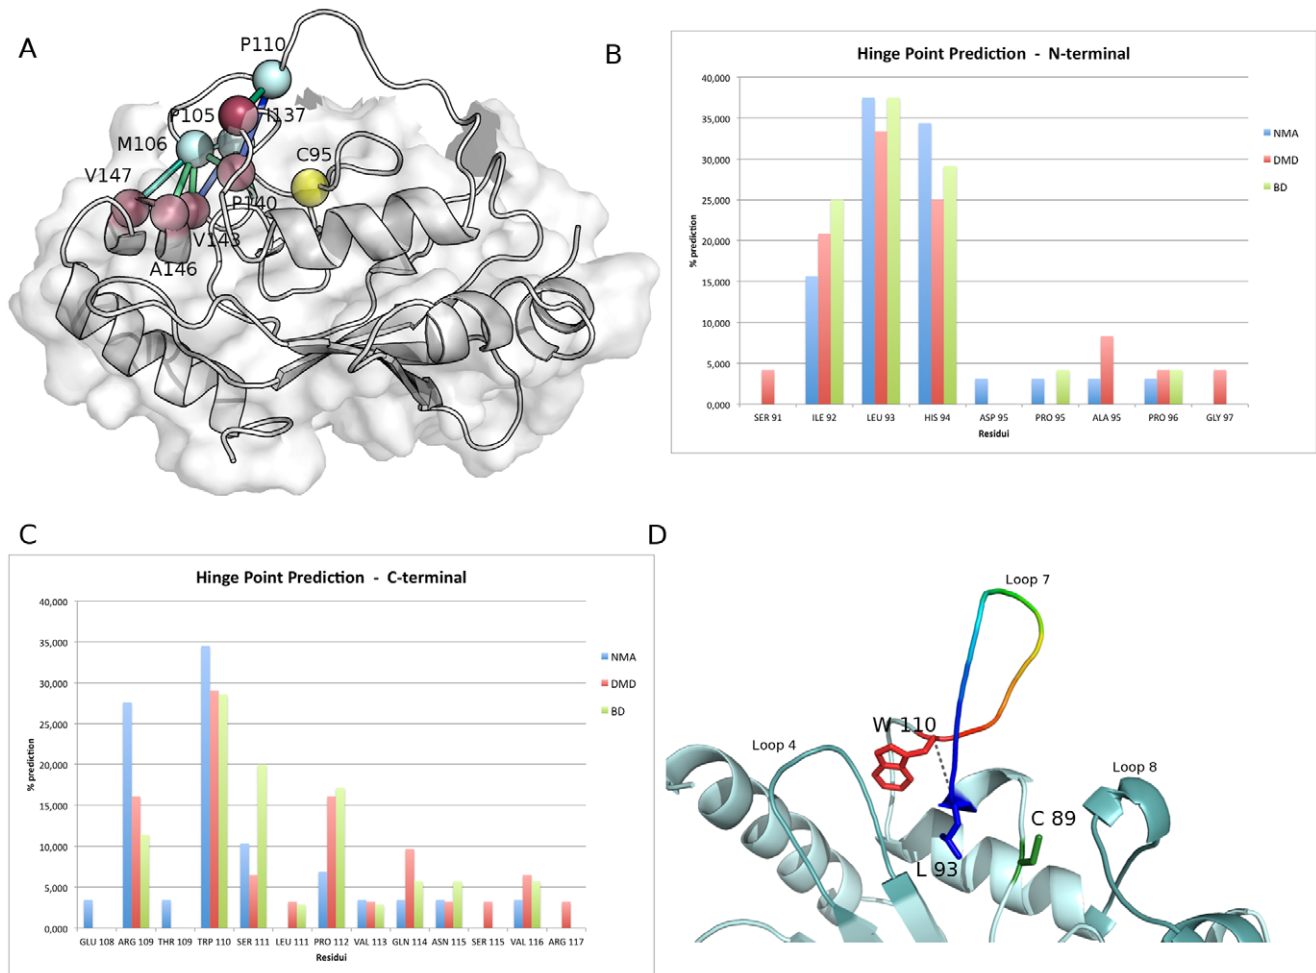 A
P110
P105
I137
M106
C95
V147
P140
V143
A146
B
Hinge Point Prediction - N-terminal
40,000
35,000
30,000
25,000
20,000
15,000
10,000
5,000
0,000
% prediction
SER 91 ILE 92 LEU 93 HIS 94 ASP 95 PRO 95 ALA 95 PRO 96 GLY 97
Residui
NMA
DMD
BD
C
Hinge Point Prediction - C-terminal
40,000
35,000
30,000
25,000
20,000
15,000
10,000
5,000
0,000
% prediction
GLU 108 ARG 109 THR 109 TRP 110 SER 111 LEU 111 PRO 112 VAL 113 GLN 114 ASN 115 SER 115 VAL 116 ARG 117
Residui
NMA
DMD
BD
D
Loop 7
W 110
Loop 4
Loop 8
C 89
L 93